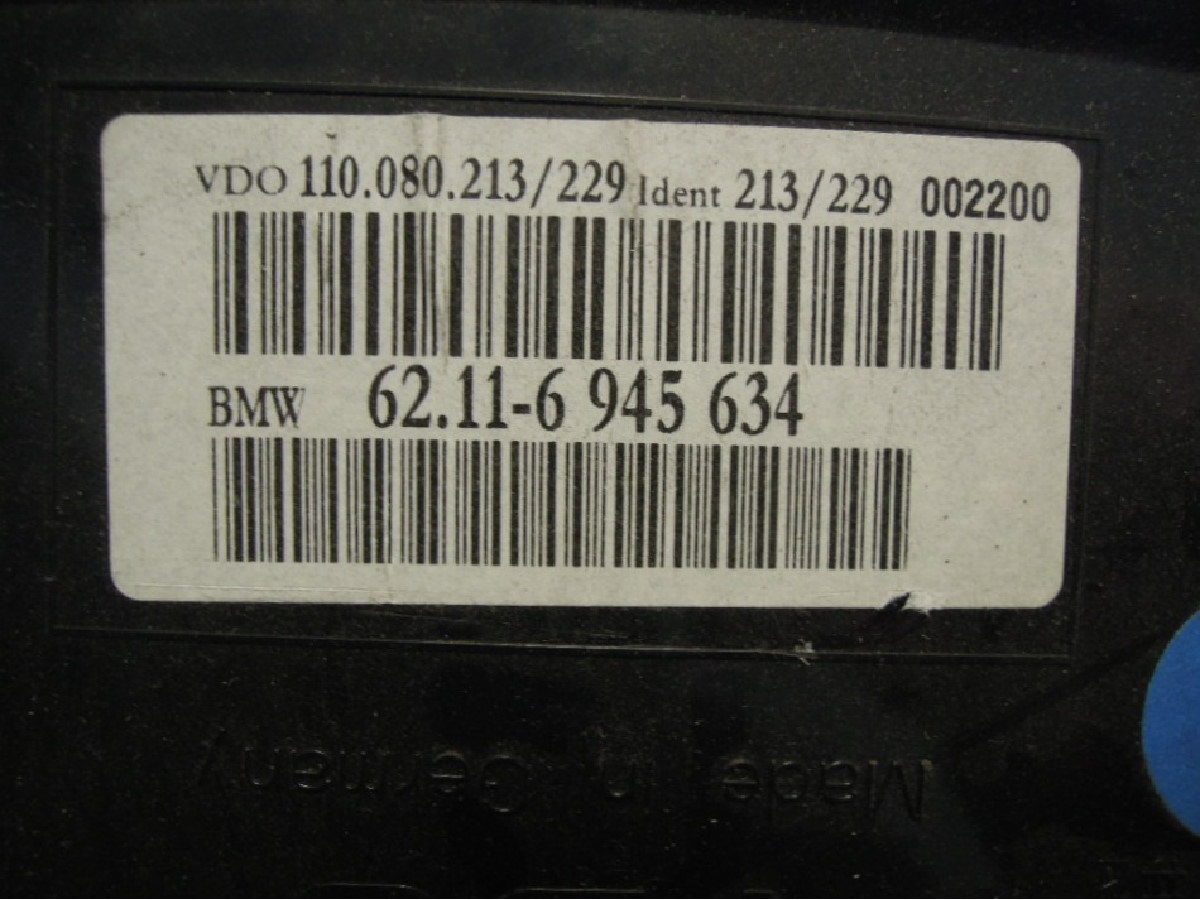 VDO 110.080.213/229 Ident 213/229 002200
BMW 62.11-6 945 634
Made in Germany